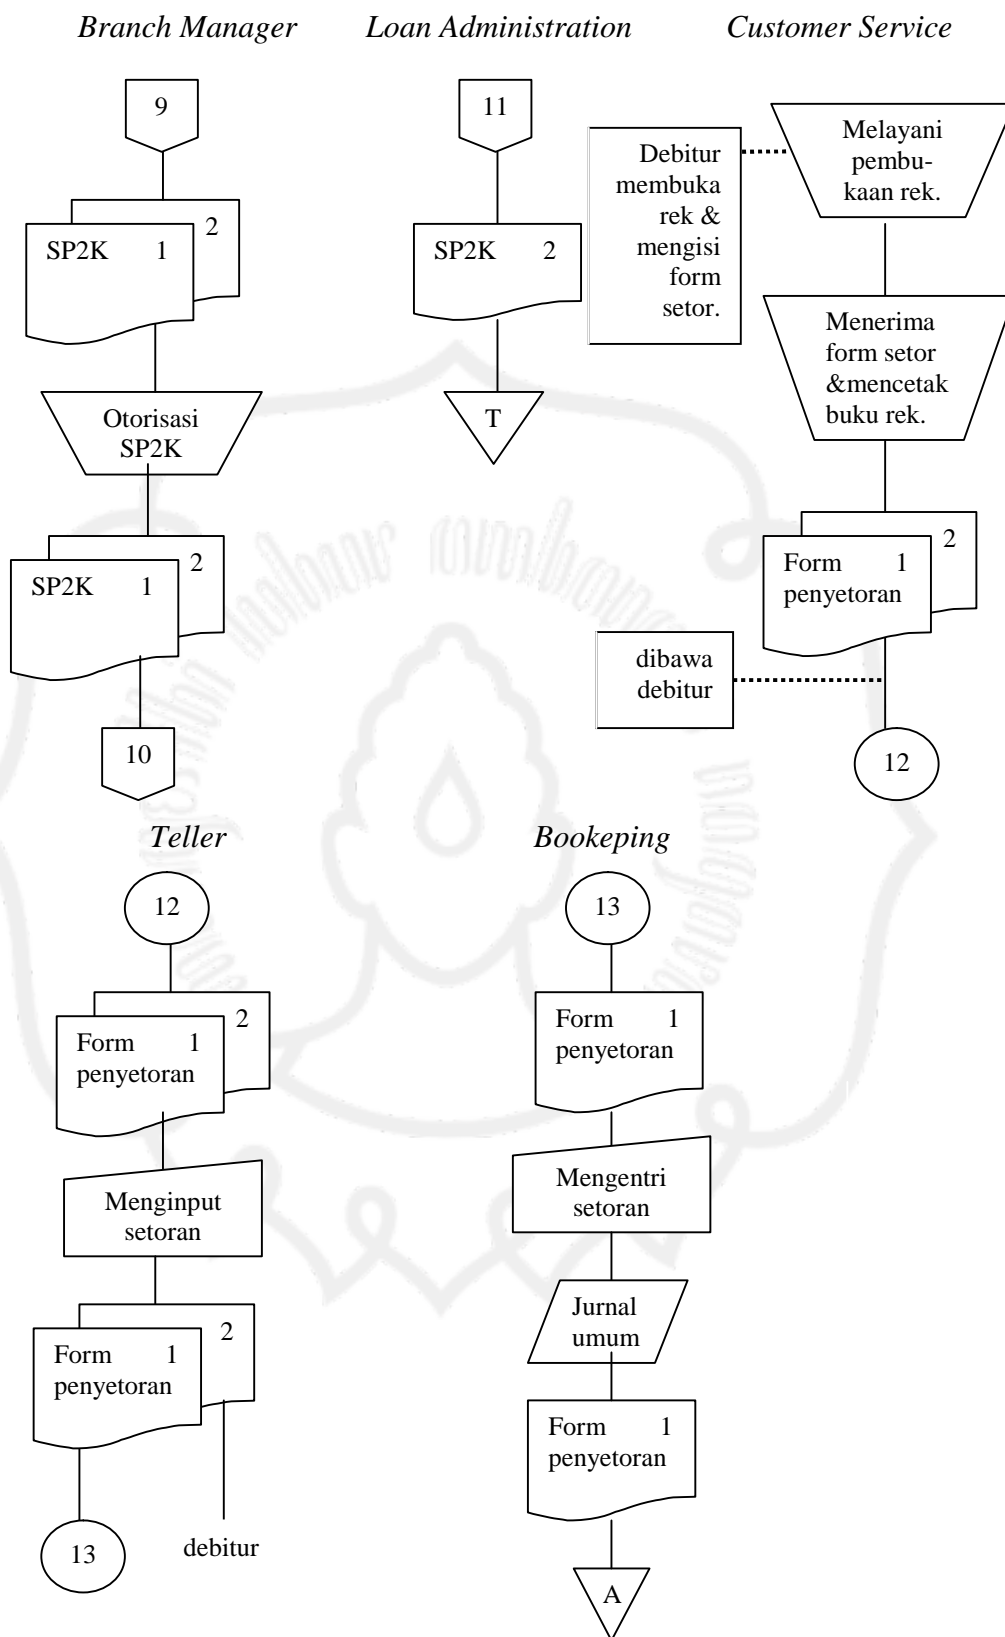 Branch Manager
Loan Administration
Customer Service
9
2
SP2K 1
Otorisasi
SP2K
2
SP2K 1
10
11
SP2K 2
T
Debitur
membuka
rek &
mengisi
form
setor.
Melayani
pembu-
kaan rek.
Menerima
form setor
&mencetak
buku rek.
2
Form 1
penyetoran
dibawa
debitur
12
Teller
12
2
Form 1
penyetoran
Menginput
setoran
2
Form 1
penyetoran
13
debitur
Bookeping
13
Form 1
penyetoran
Mengentri
setoran
Jurnal
umum
Form 1
penyetoran
A